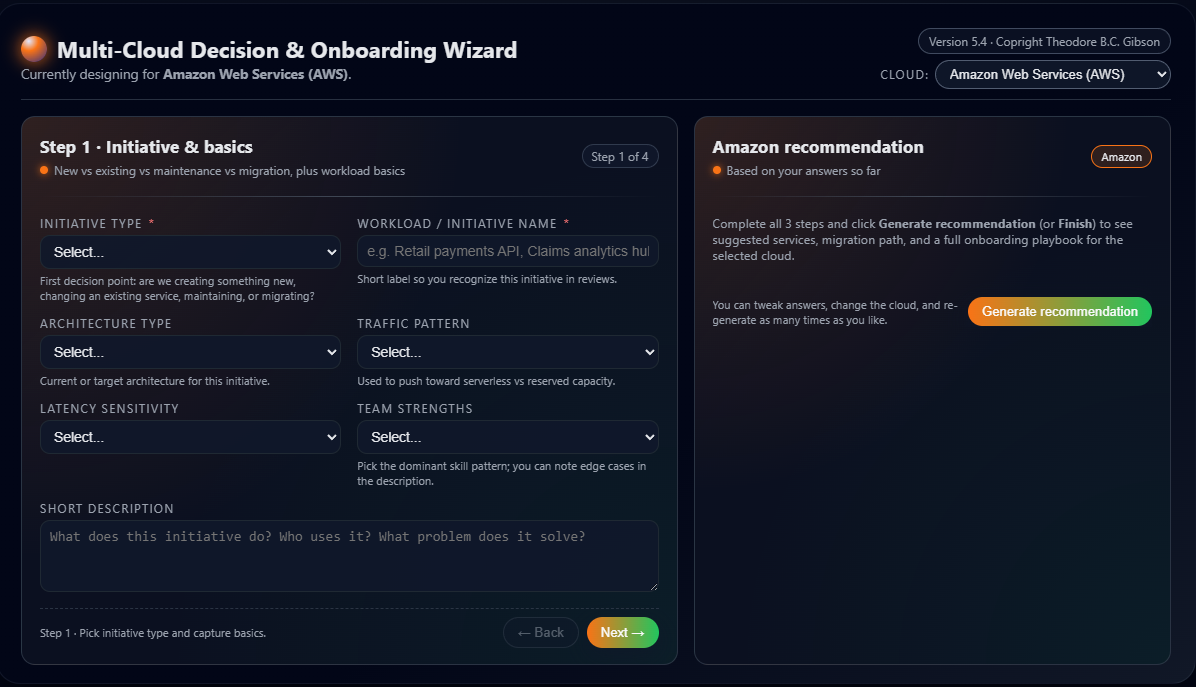 Multi-Cloud Decision & Onboarding Wizard
Currently designing for Amazon Web Services (AWS).
Version 5.4 · Copright Theodore B.C. Gibson
CLOUD: Amazon Web Services (AWS)
Step 1 · Initiative & basics
New vs existing vs maintenance vs migration, plus workload basics
Step 1 of 4
INITIATIVE TYPE *
Select...
First decision point: are we creating something new,
changing an existing service, maintaining, or migrating?
WORKLOAD / INITIATIVE NAME *
e.g. Retail payments API, Claims analytics hul
Short label so you recognize this initiative in reviews.
ARCHITECTURE TYPE
Select...
Current or target architecture for this initiative.
TRAFFIC PATTERN
Select...
Used to push toward serverless vs reserved capacity.
LATENCY SENSITIVITY
Select...
TEAM STRENGTHS
Select...
Pick the dominant skill pattern; you can note edge cases in
the description.
SHORT DESCRIPTION
What does this initiative do? Who uses it? What problem does it solve?
Step 1 · Pick initiative type and capture basics.
← Back
Next →
Amazon recommendation
Based on your answers so far
Amazon
Complete all 3 steps and click Generate recommendation (or Finish) to see
suggested services, migration path, and a full onboarding playbook for the
selected cloud.
You can tweak answers, change the cloud, and re-
generate as many times as you like.
Generate recommendation